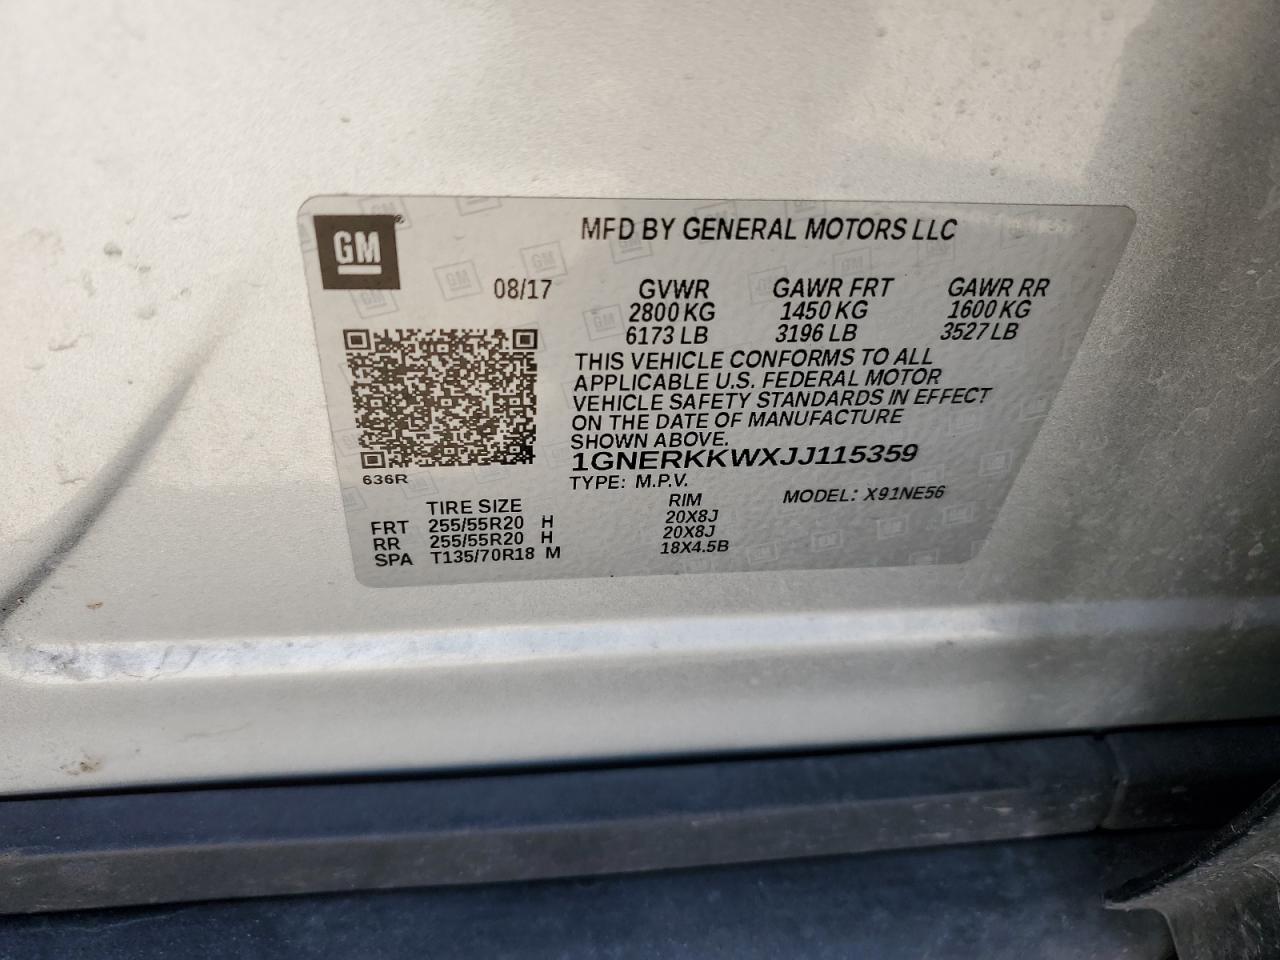 GM
MFD BY GENERAL MOTORS LLC
08/17 GVWR GAWR FRT GAWR RR
2800 KG 1450 KG 1600 KG
6173 LB 3196 LB 3527 LB
THIS VEHICLE CONFORMS TO ALL
APPLICABLE U.S. FEDERAL MOTOR
VEHICLE SAFETY STANDARDS IN EFFECT
ON THE DATE OF MANUFACTURE
SHOWN ABOVE.
1GNERKKWXJJ115359
636R
TYPE: M.P.V. MODEL: X91NE56
TIRE SIZE RIM
FRT 255/55R20 H 20X8J
RR 255/55R20 H 20X8J
SPA T135/70R18 M 18X4.5B